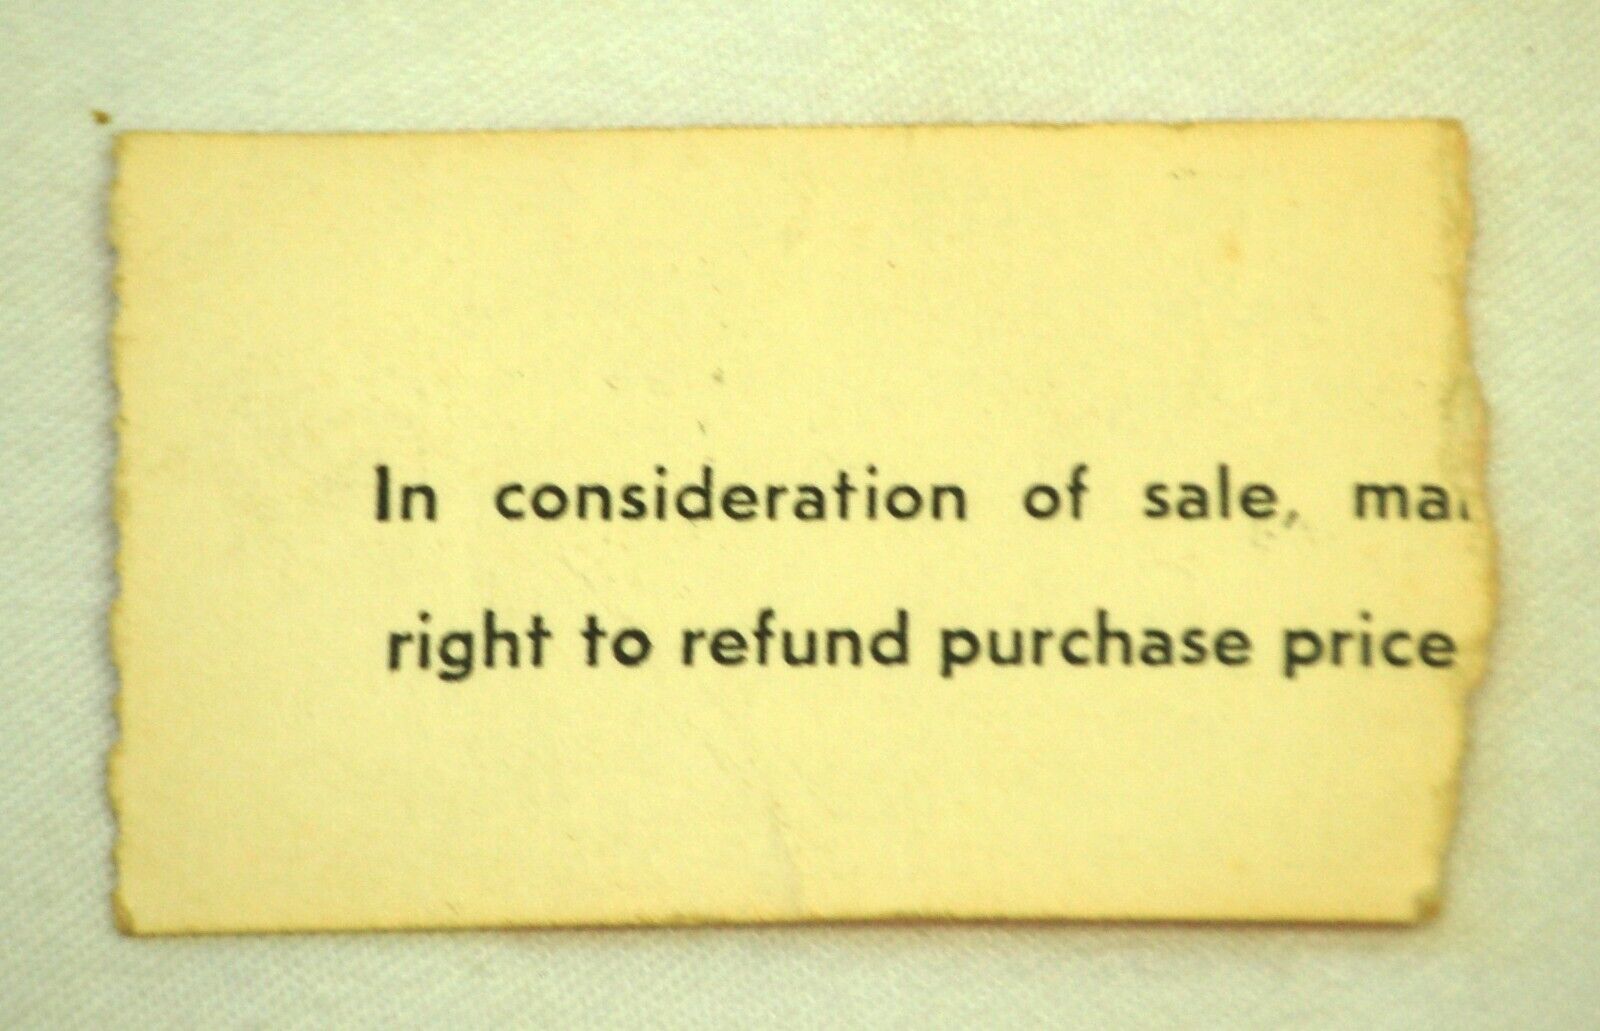 In consideration of sale,
right to refund purchase price